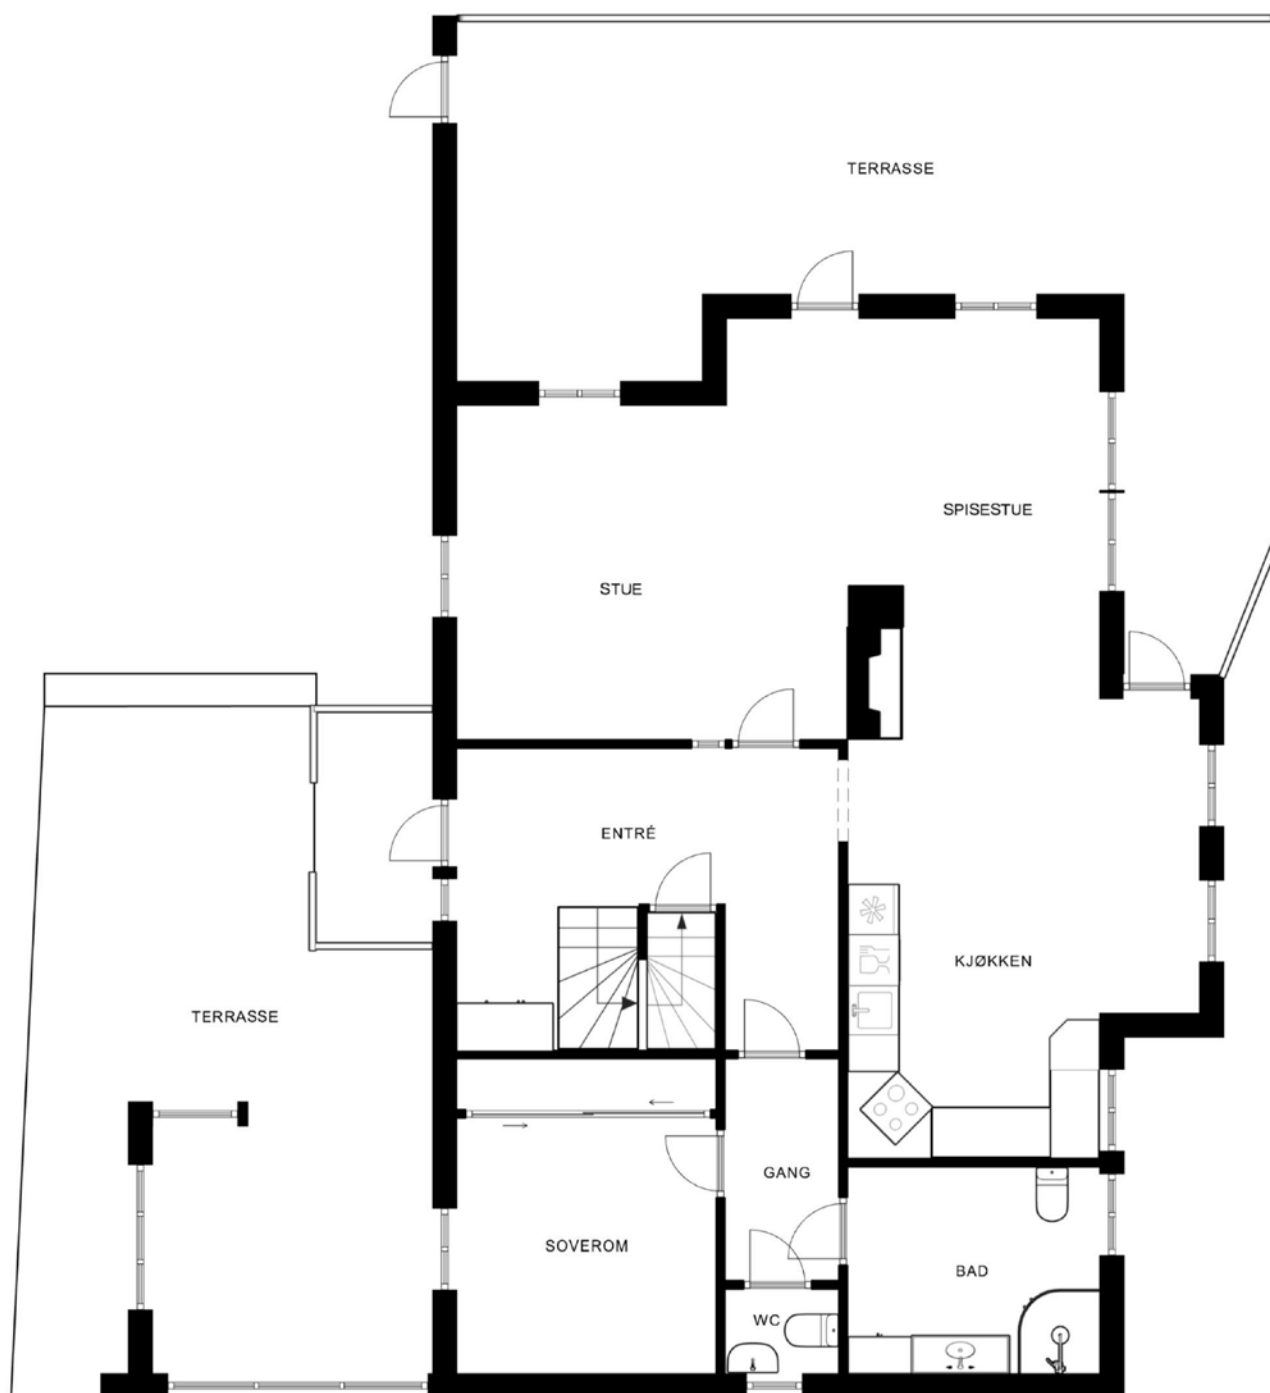 TERRASSE
SPISESTUE
STUE
ENTRÉ
KJØKKEN
TERRASSE
GANG
SOVEROM
BAD
WC